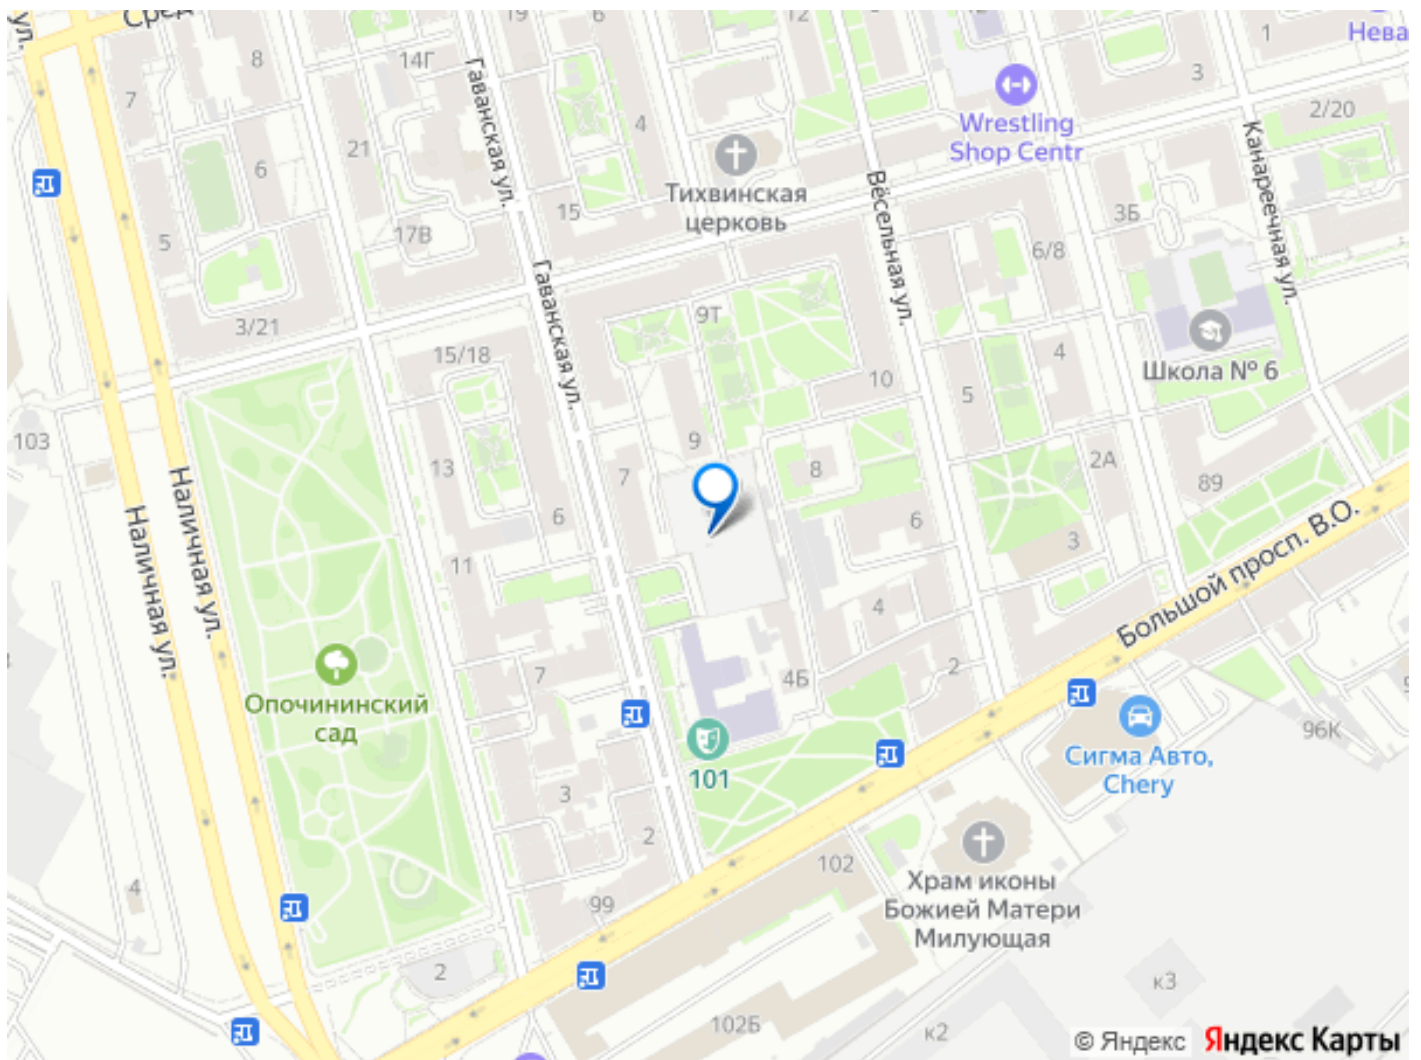 ул.
Сред
19
6
12
1
Нева
8
14Г
Гаванская ул.
7
4
3
Wrestling
Shop Centr
2/20
Канареечная ул.
21
6
Тихвинская
церковь
15
Вёсельная ул.
3Б
5
17В
6/8
Гаванская ул.
3/21
9Т
15/18
4
Школа № 6
10
5
103
13
9
7
8
2А
89
Наличная ул.
Наличная ул.
6
6
3
Большой просп. В.О.
11
4
Опочининский
сад
7
4Б
2
96К
101
Сигма Авто,
Chery
3
2
102
Храм иконы
Божией Матери
Милующая
4
99
2
к3
102Б
к2
© Яндекс Яндекс Карты